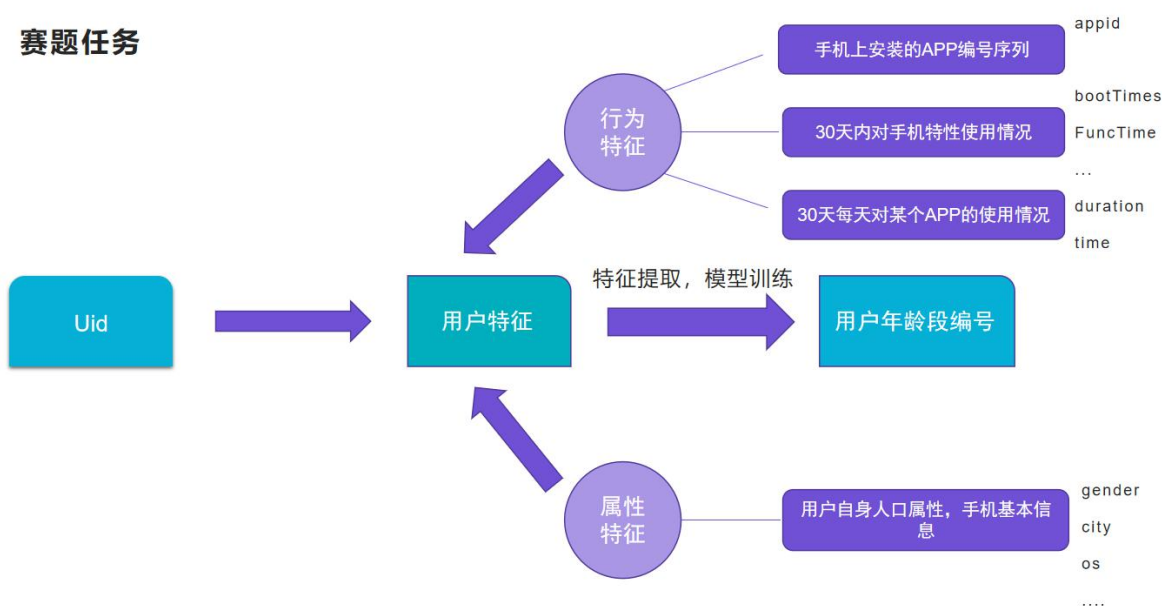 赛题任务
行为
特征
手机上安装的APP编号序列
appid
30天内对手机特性使用情况
bootTimes
FuncTime
...
30天每天对某个APP的使用情况
duration
time
Uid
用户特征
特征提取，模型训练
用户年龄段编号
属性
特征
用户自身人口属性，手机基本信
息
gender
city
os
....